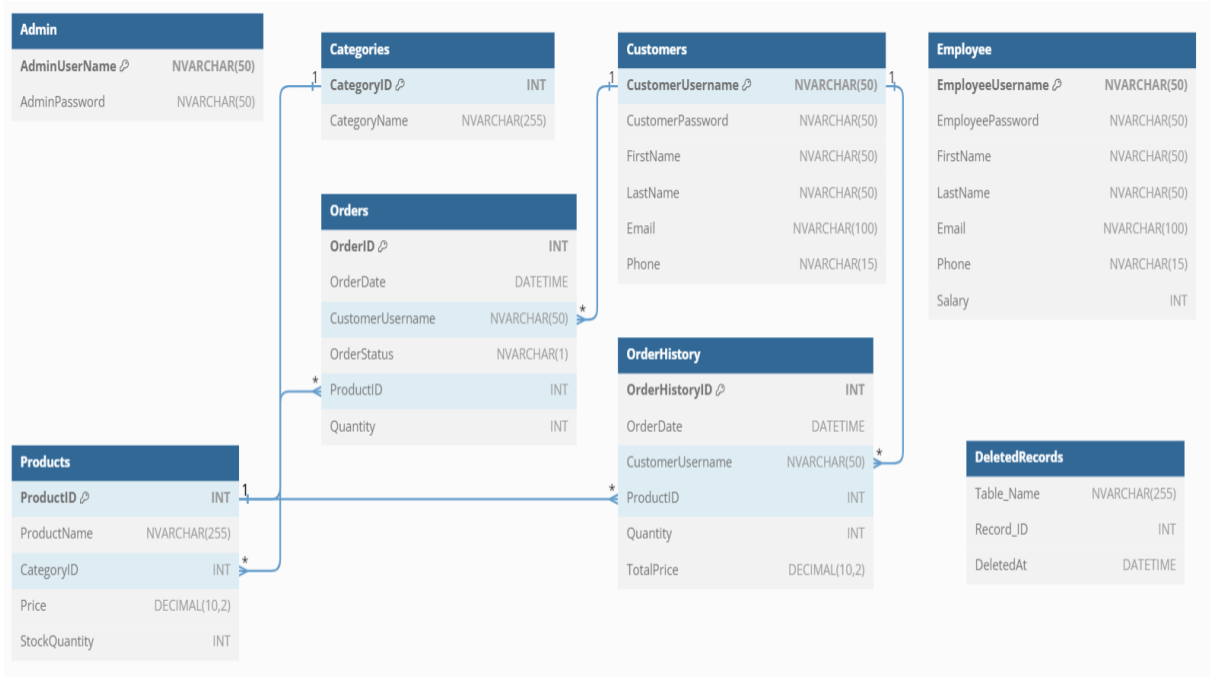 Admin
AdminUserName NVARCHAR(50)
AdminPassword NVARCHAR(50)
Categories
1 CategoryID INT
CategoryName NVARCHAR(255)
Customers
1 CustomerUsername NVARCHAR(50) 1
CustomerPassword NVARCHAR(50)
FirstName NVARCHAR(50)
LastName NVARCHAR(50)
Email NVARCHAR(100)
Phone NVARCHAR(15)
Employee
EmployeeUsername NVARCHAR(50)
EmployeePassword NVARCHAR(50)
FirstName NVARCHAR(50)
LastName NVARCHAR(50)
Email NVARCHAR(100)
Phone NVARCHAR(15)
Salary INT
Orders
OrderID INT
OrderDate DATETIME
CustomerUsername NVARCHAR(50) *
OrderStatus NVARCHAR(1)
* ProductID INT
Quantity INT
OrderHistory
OrderHistoryID INT
OrderDate DATETIME
CustomerUsername NVARCHAR(50) *
* ProductID INT
Quantity INT
TotalPrice DECIMAL(10,2)
Products
ProductID INT 1
ProductName NVARCHAR(255)
CategoryID INT *
Price DECIMAL(10,2)
StockQuantity INT
DeletedRecords
Table_Name NVARCHAR(255)
Record_ID INT
DeletedAt DATETIME